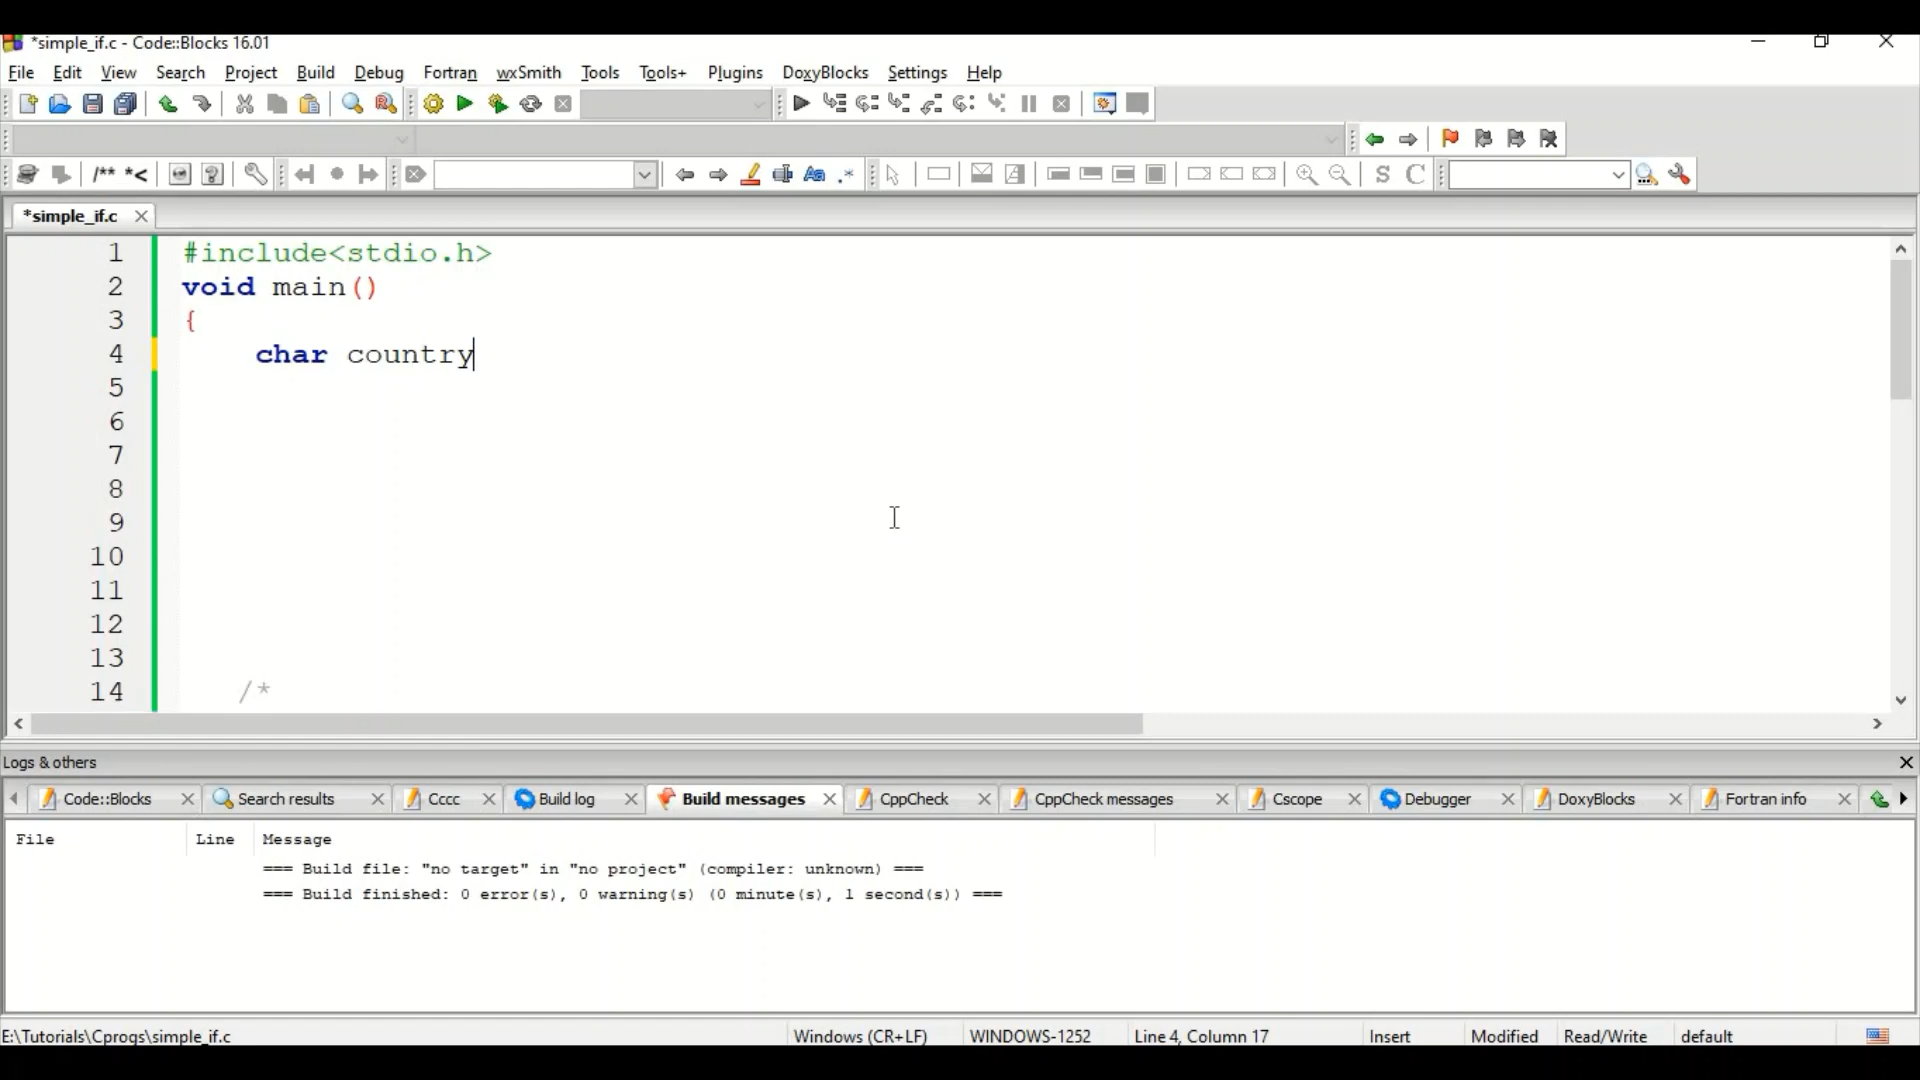 *simple_if.c - Code::Blocks 16.01
File Edit View Search Project Build Debug Fortran wxSmith Tools Tools+ Plugins DoxyBlocks Settings Help
/** *<
S C
*simple_if.c
1 #include<stdio.h>
2 void main()
3 {
4 char country
5
6
7
8
9
10
11
12
13
14 /*
Logs & others
Code::Blocks Search results Cccc Build log Build messages CppCheck CppCheck messages Cscope Debugger DoxyBlocks Fortran info
File Line Message
=== Build file: "no target" in "no project" (compiler: unknown) ===
=== Build finished: 0 error(s), 0 warning(s) (0 minute(s), 1 second(s)) ===
E:\Tutorials\Cprogs\simple_if.c Windows (CR+LF) WINDOWS-1252 Line 4, Column 17 Insert Modified Read/Write default